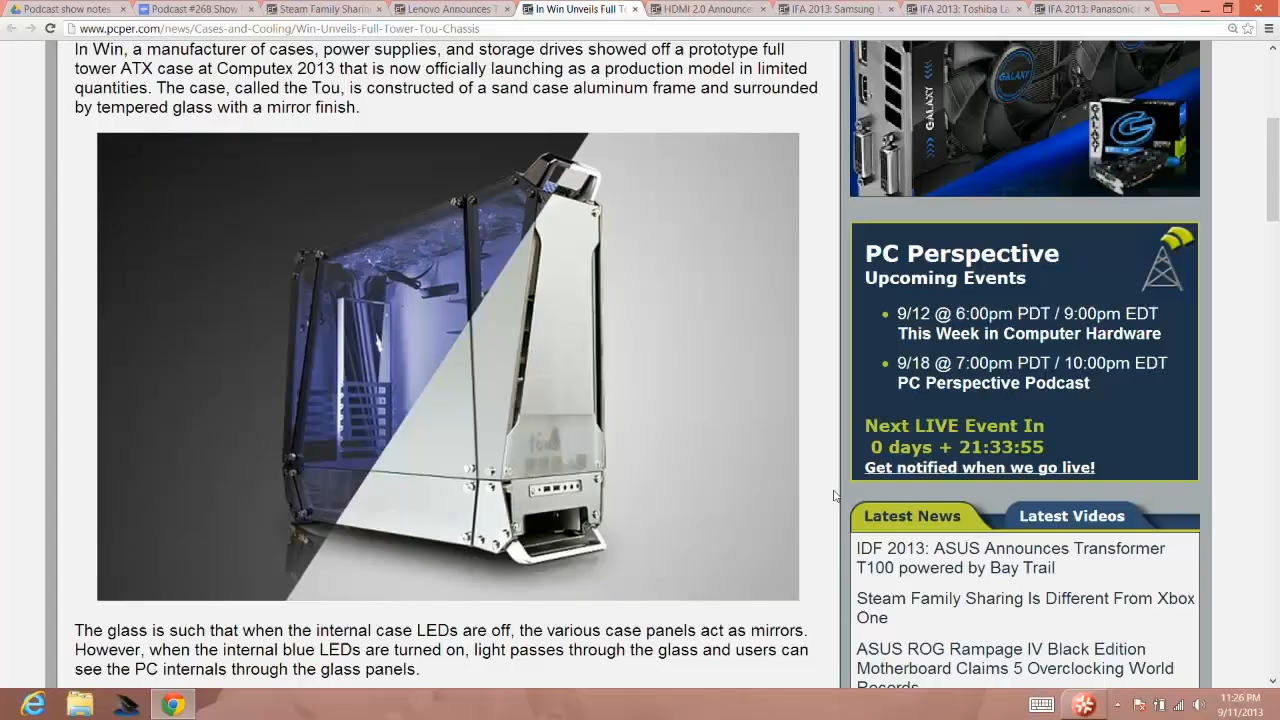 Podcast show notes
Podcast #268 Show
Steam Family Sharin
Lenovo Announces T
In Win Unveils Full To
HDMI 2.0 Announce
IFA 2013: Samsung L
IFA 2013: Toshiba La
IFA 2013: Panasonic
www.pcper.com/news/Cases-and-Cooling/Win-Unveils-Full-Tower-Tou-Chassis
In Win, a manufacturer of cases, power supplies, and storage drives showed off a prototype full
tower ATX case at Computex 2013 that is now officially launching as a production model in limited
quantities. The case, called the Tou, is constructed of a sand case aluminum frame and surrounded
by tempered glass with a mirror finish.
tou
The glass is such that when the internal case LEDs are off, the various case panels act as mirrors.
However, when the internal blue LEDs are turned on, light passes through the glass and users can
see the PC internals through the glass panels.
GALAXY
GALAXY
GALAXY
PC Perspective
Upcoming Events
9/12 @ 6:00pm PDT / 9:00pm EDT
This Week in Computer Hardware
9/18 @ 7:00pm PDT / 10:00pm EDT
PC Perspective Podcast
Next LIVE Event In
0 days + 21:33:55
Get notified when we go live!
Latest News
Latest Videos
IDF 2013: ASUS Announces Transformer
T100 powered by Bay Trail
Steam Family Sharing Is Different From Xbox
One
ASUS ROG Rampage IV Black Edition
Motherboard Claims 5 Overclocking World
Records
11:26 PM
9/11/2013